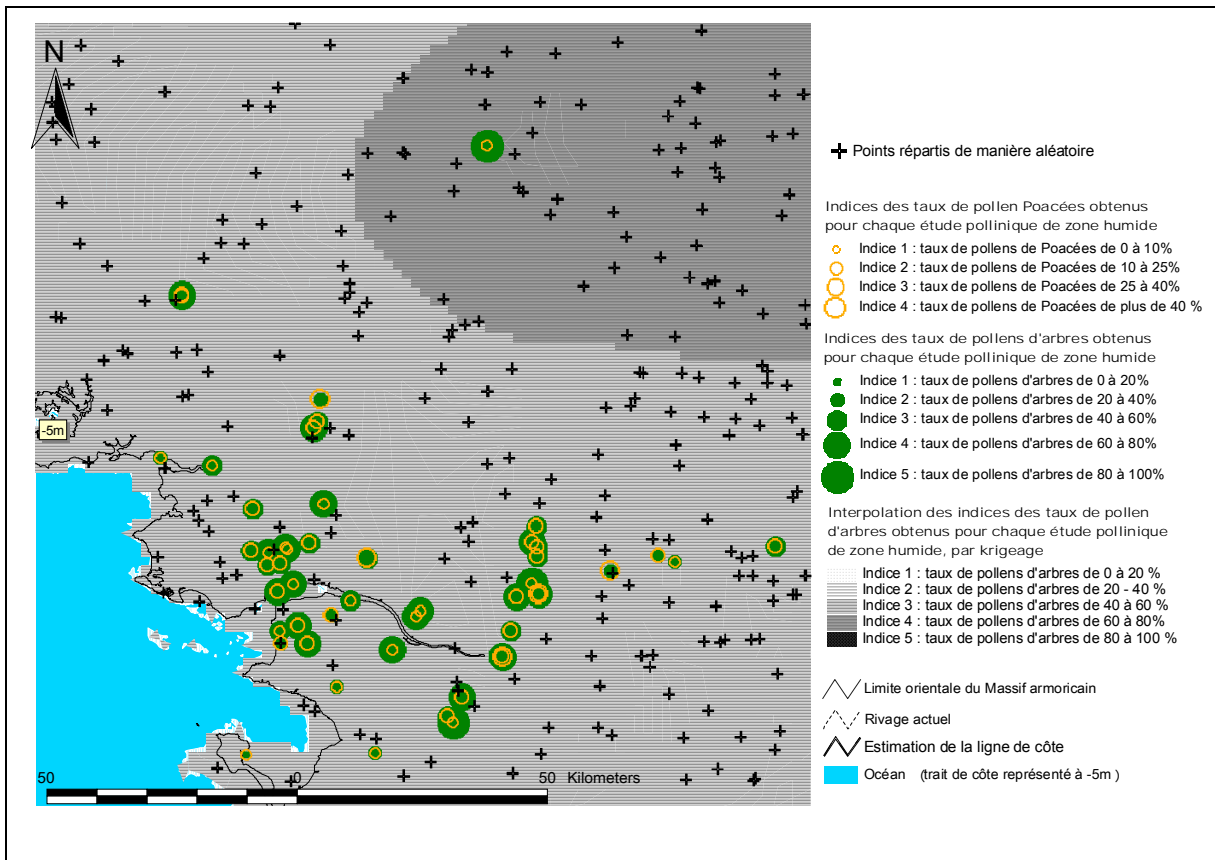 N
-5m
50
0
50 Kilometers
Points répartis de manière aléatoire
Indices des taux de pollen Poacées obtenus
pour chaque étude pollinique de zone humide
Indice 1 : taux de pollens de Poacées de 0 à 10%
Indice 2 : taux de pollens de Poacées de 10 à 25%
Indice 3 : taux de pollens de Poacées de 25 à 40%
Indice 4 : taux de pollens de Poacées de plus de 40 %
Indices des taux de pollens d'arbres obtenus
pour chaque étude pollinique de zone humide
Indice 1 : taux de pollens d'arbres de 0 à 20%
Indice 2 : taux de pollens d'arbres de 20 à 40%
Indice 3 : taux de pollens d'arbres de 40 à 60%
Indice 4 : taux de pollens d'arbres de 60 à 80%
Indice 5 : taux de pollens d'arbres de 80 à 100%
Interpolation des indices des taux de pollen
d'arbres obtenus pour chaque étude pollinique
de zone humide, par krigeage
Indice 1 : taux de pollens d'arbres de 0 à 20 %
Indice 2 : taux de pollens d'arbres de 20 - 40 %
Indice 3 : taux de pollens d'arbres de 40 à 60 %
Indice 4 : taux de pollens d'arbres de 60 à 80%
Indice 5 : taux de pollens d'arbres de 80 à 100 %
Limite orientale du Massif armoricain
Rivage actuel
Estimation de la ligne de côte
Océan (trait de côte représenté à -5m )